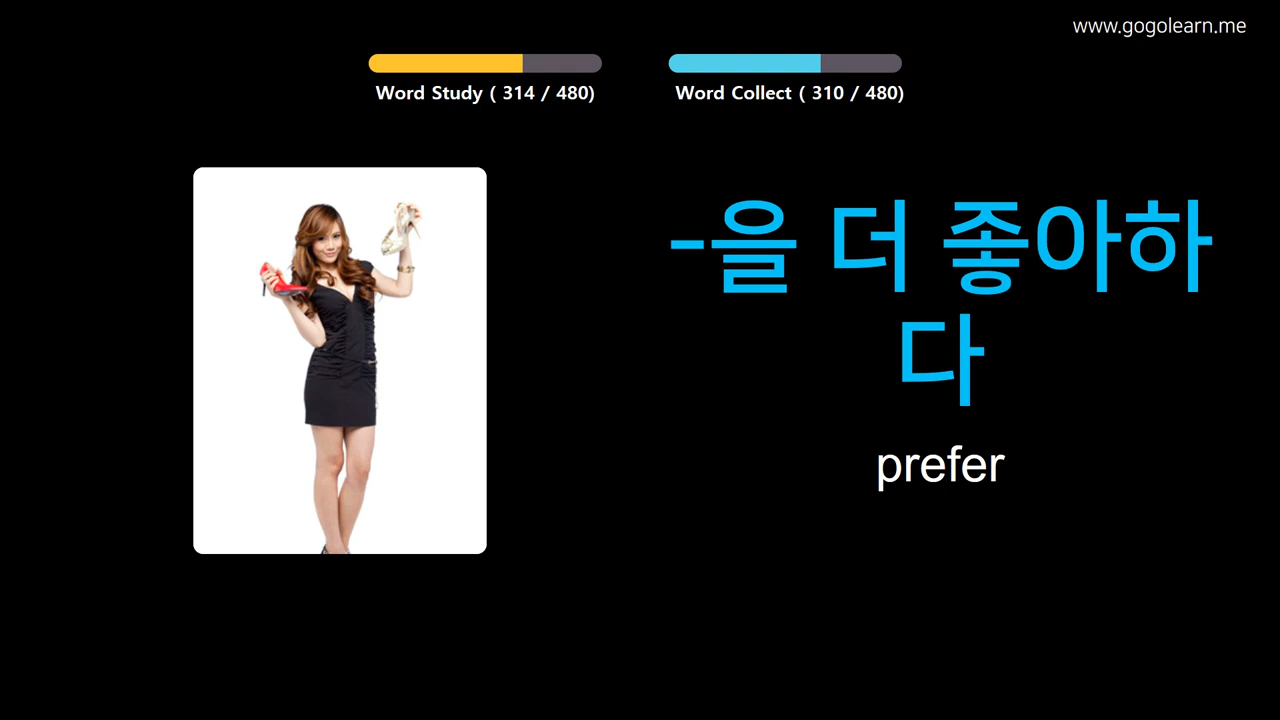 www.gogolearn.me
Word Study ( 314 / 480)
Word Collect ( 310 / 480)
-을 더 좋아하
다
prefer